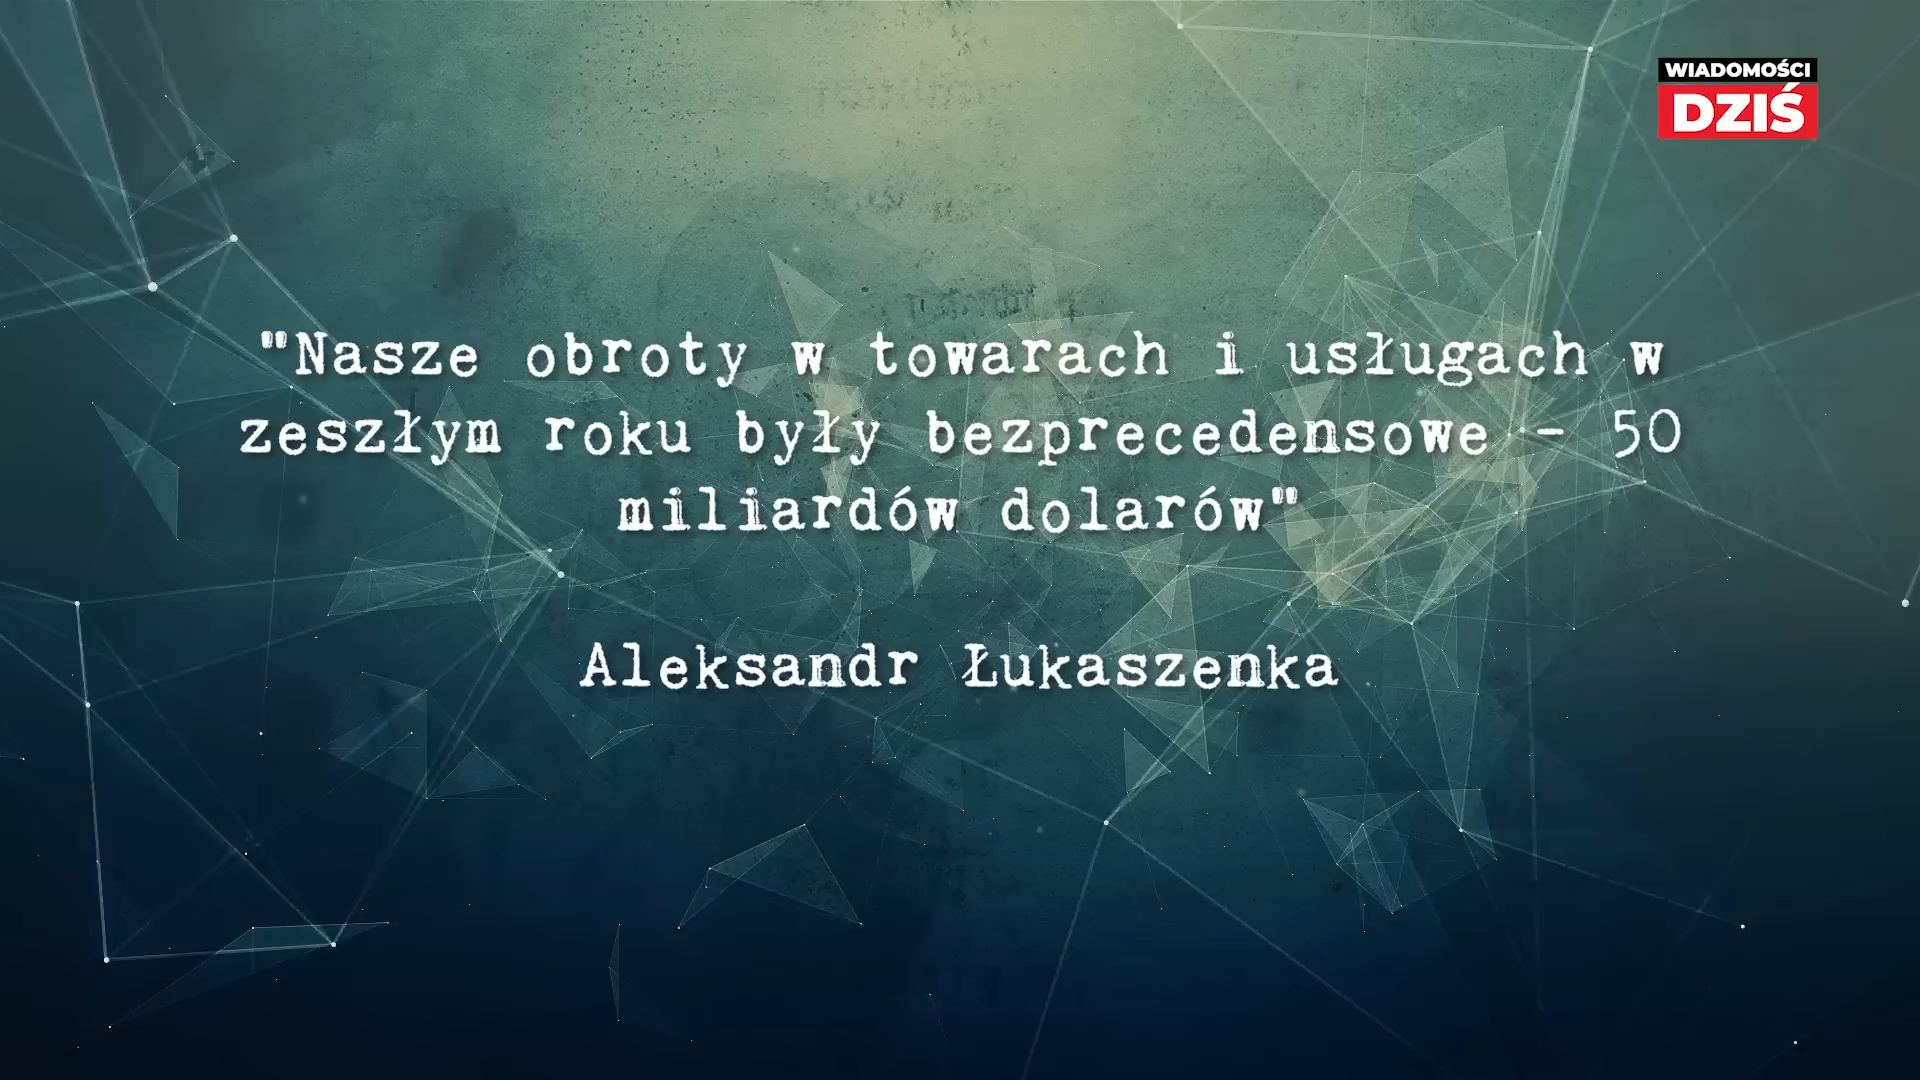 WIADOMOŚCI
DZIŚ
"Nasze obroty w towarach i usługach w
zeszłym roku były bezprecedensowe - 50
miliardów dolarów"
Aleksandr Łukaszenka